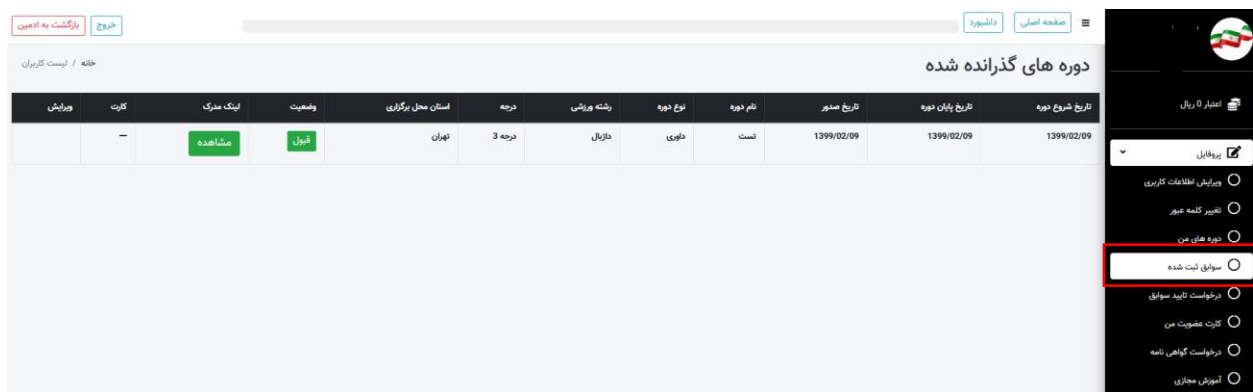 صفحه اصلی داشبورد بازگشت به ادمین خروج
دوره های گذرانده شده
خانه / لیست کاربران
تاریخ شروع دوره تاریخ پایان دوره تاریخ صدور نام دوره نوع دوره رشته ورزشی درجه استان محل برگزاری وضعیت لینک مدرک کارت ویرایش
1399/02/09 1399/02/09 1399/02/09 تست داوری داژبال درجه 3 تهران قبول مشاهده —
اعتبار 0 ریال
پروفایل
ویرایش اطلاعات کاربری
تغییر کلمه عبور
دوره های من
سوابق ثبت شده
درخواست تایید سوابق
کارت عضویت من
درخواست گواهی نامه
آموزش مجازی